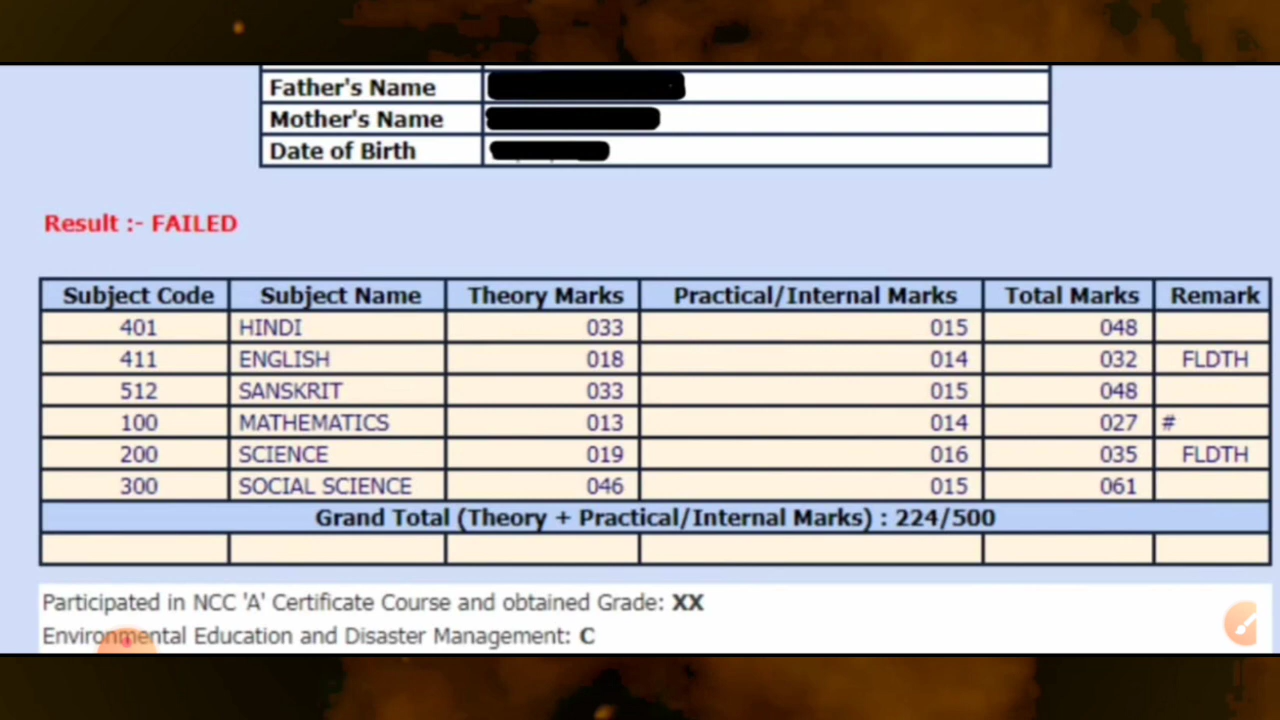 Father's Name
Mother's Name
Date of Birth
Result :- FAILED
Subject Code Subject Name Theory Marks Practical/Internal Marks Total Marks Remark
401 HINDI 033 015 048
411 ENGLISH 018 014 032 FLDTH
512 SANSKRIT 033 015 048
100 MATHEMATICS 013 014 027 #
200 SCIENCE 019 016 035 FLDTH
300 SOCIAL SCIENCE 046 015 061
Grand Total (Theory + Practical/Internal Marks) : 224/500
Participated in NCC 'A' Certificate Course and obtained Grade: XX
Environmental Education and Disaster Management: C